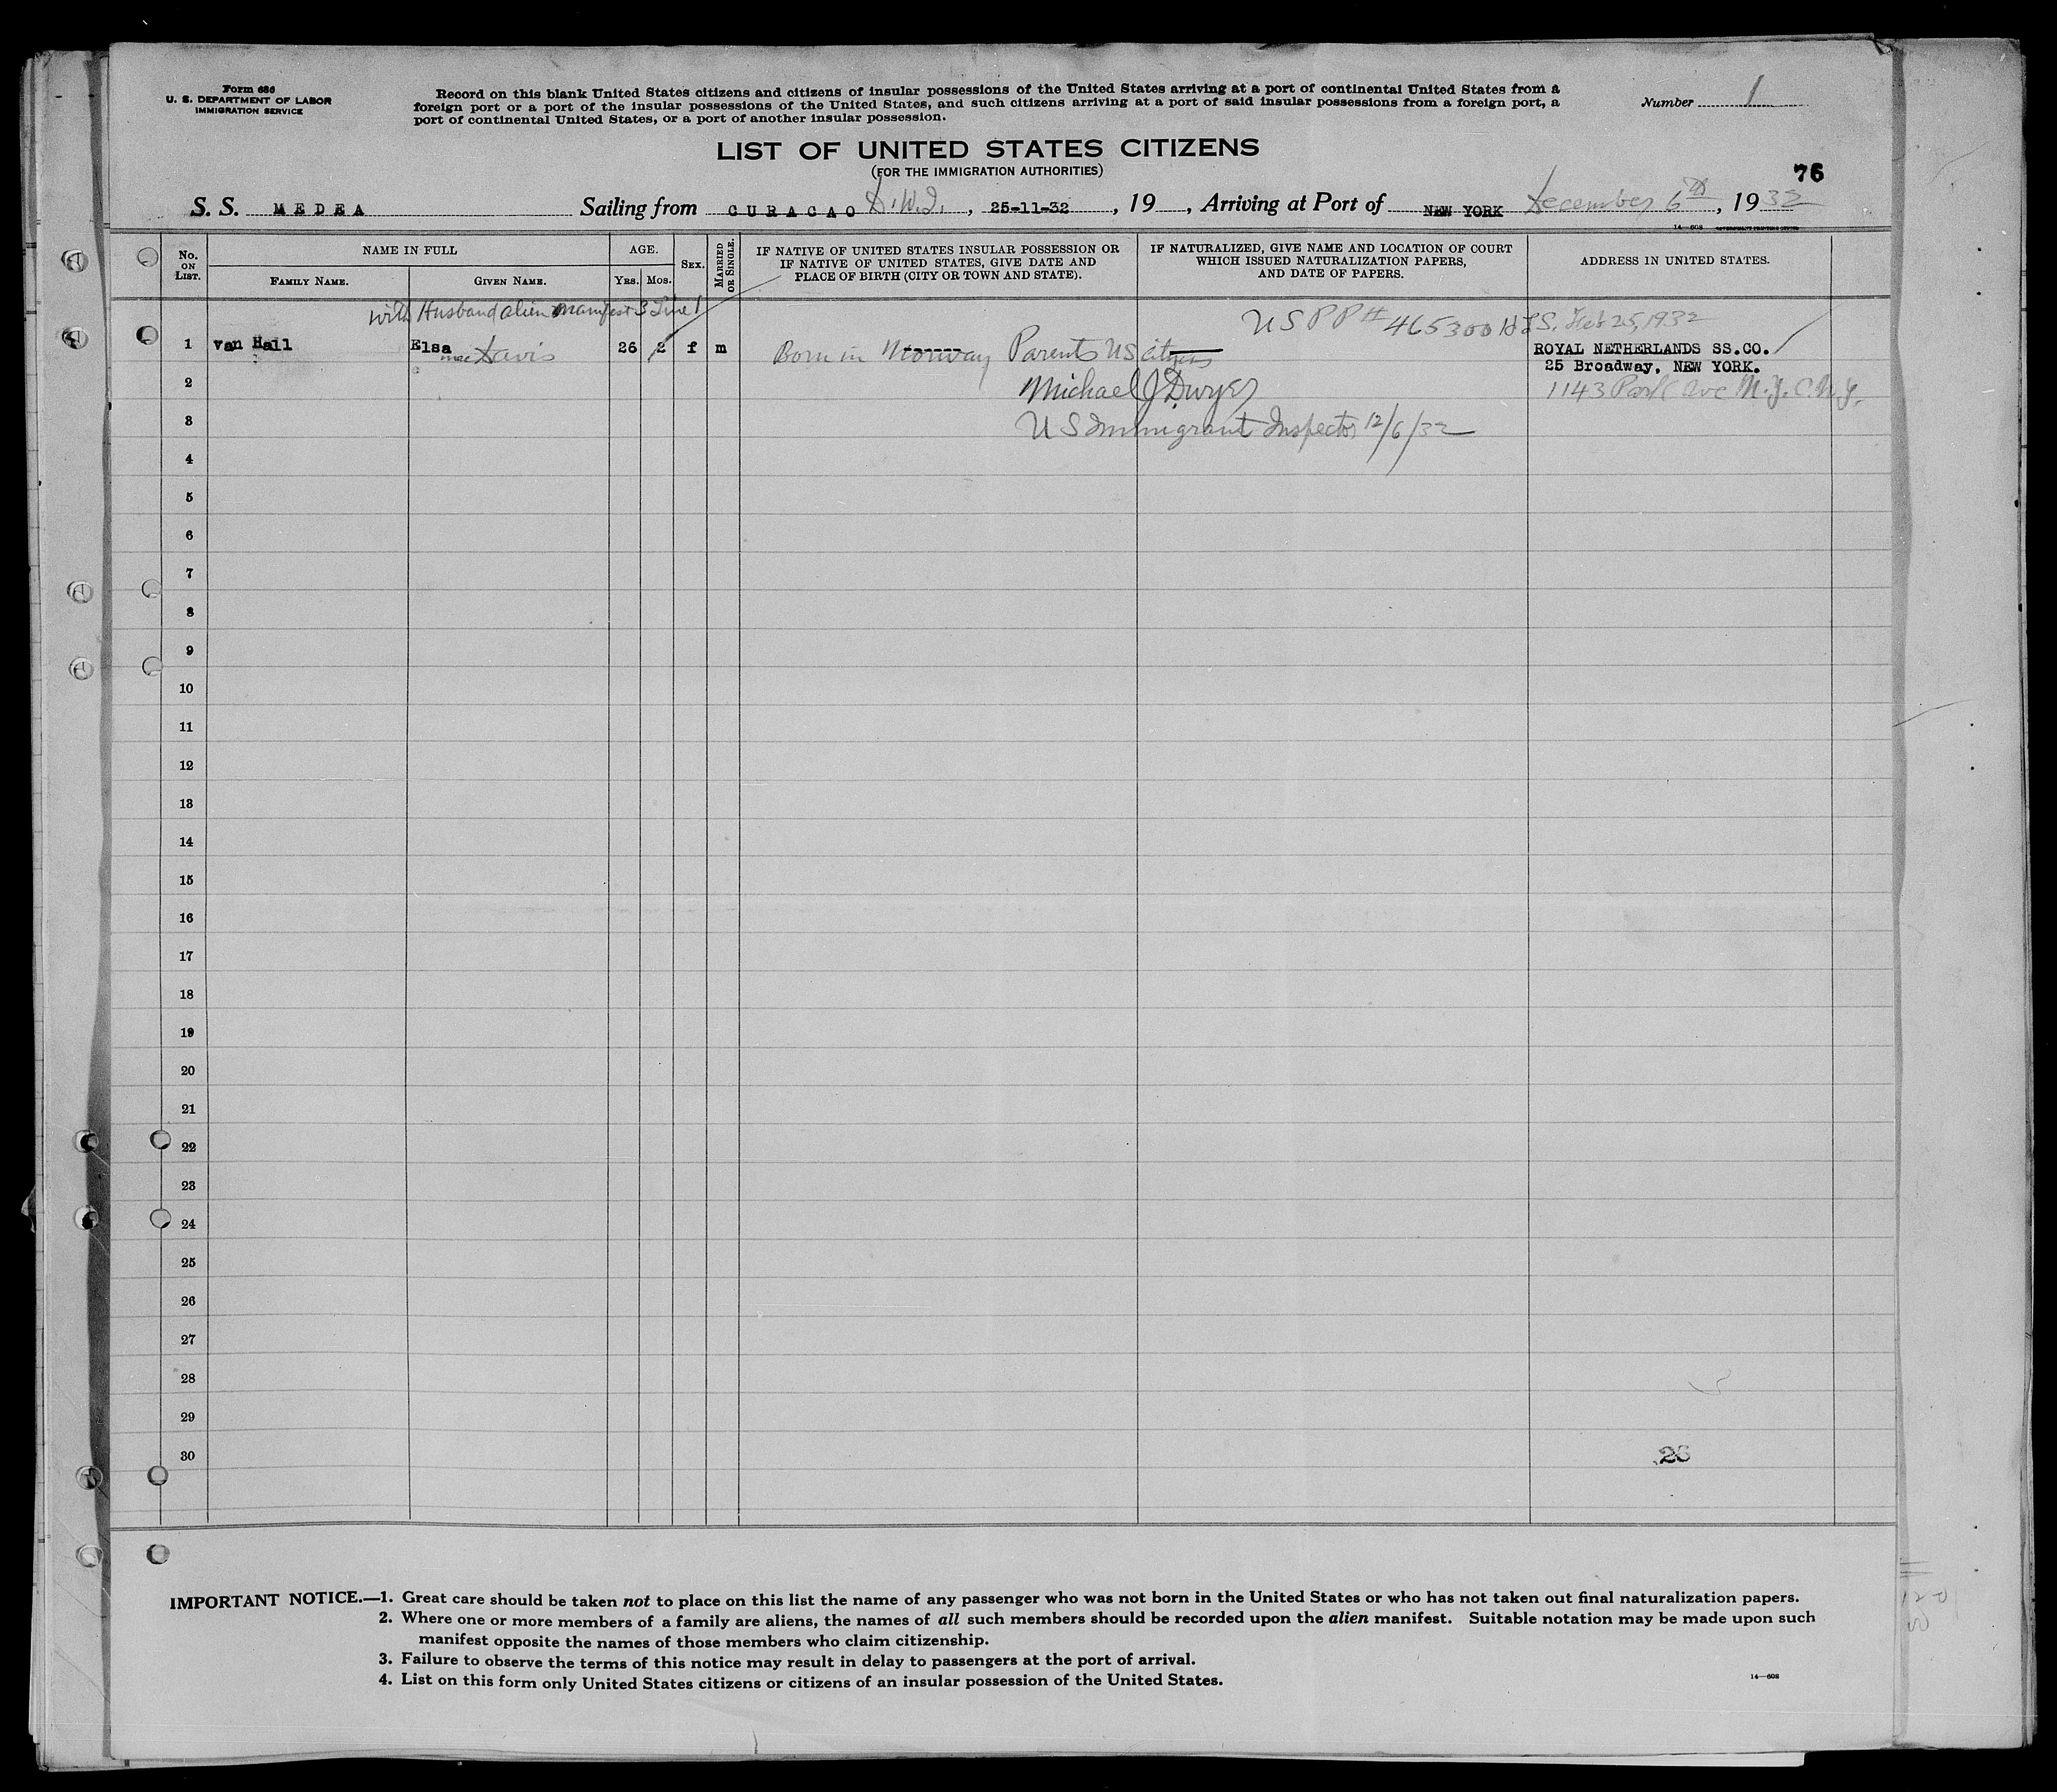 Form 686
U. S. DEPARTMENT OF LABOR
IMMIGRATION SERVICE
Record on this blank United States citizens and citizens of insular possessions of the United States arriving at a port of continental United States from a
foreign port or a port of the insular possessions of the United States, and such citizens arriving at a port of said insular possessions from a foreign port, a
port of continental United States, or a port of another insular possession.
Number 1
LIST OF UNITED STATES CITIZENS
(FOR THE IMMIGRATION AUTHORITIES)
76
S. S. MEDEA Sailing from CURACAO D.W.I., 25-11-32, 19 , Arriving at Port of NEW YORK December 6th, 1932
14—608 GOVERNMENT PRINTING OFFICE
No. ON LIST.
NAME IN FULL
FAMILY NAME. GIVEN NAME.
AGE.
YRS. MOS.
SEX.
MARRIED OR SINGLE.
IF NATIVE OF UNITED STATES INSULAR POSSESSION OR
IF NATIVE OF UNITED STATES, GIVE DATE AND
PLACE OF BIRTH (CITY OR TOWN AND STATE).
IF NATURALIZED, GIVE NAME AND LOCATION OF COURT
WHICH ISSUED NATURALIZATION PAPERS,
AND DATE OF PAPERS.
ADDRESS IN UNITED STATES.
with Husband alien manifest 3 Line 1
USPP# 465300 Feb 25, 1932
1 van Hall Elsa 26 2 f m Born in Norway Parents US citizens ROYAL NETHERLANDS SS.CO.
nee Davis
25 Broadway, NEW YORK.
2 Michael J Dwyer 1143 Park Ave N.Y.C. N.Y.
3 US Immigrant Inspector 12/6/32
4
5
6
7
8
9
10
11
12
13
14
15
16
17
18
19
20
21
22
23
24
25
26
27
28
29
30
IMPORTANT NOTICE.—1. Great care should be taken not to place on this list the name of any passenger who was not born in the United States or who has not taken out final naturalization papers.
2. Where one or more members of a family are aliens, the names of all such members should be recorded upon the alien manifest. Suitable notation may be made upon such
manifest opposite the names of those members who claim citizenship.
3. Failure to observe the terms of this notice may result in delay to passengers at the port of arrival.
4. List on this form only United States citizens or citizens of an insular possession of the United States.
14—608